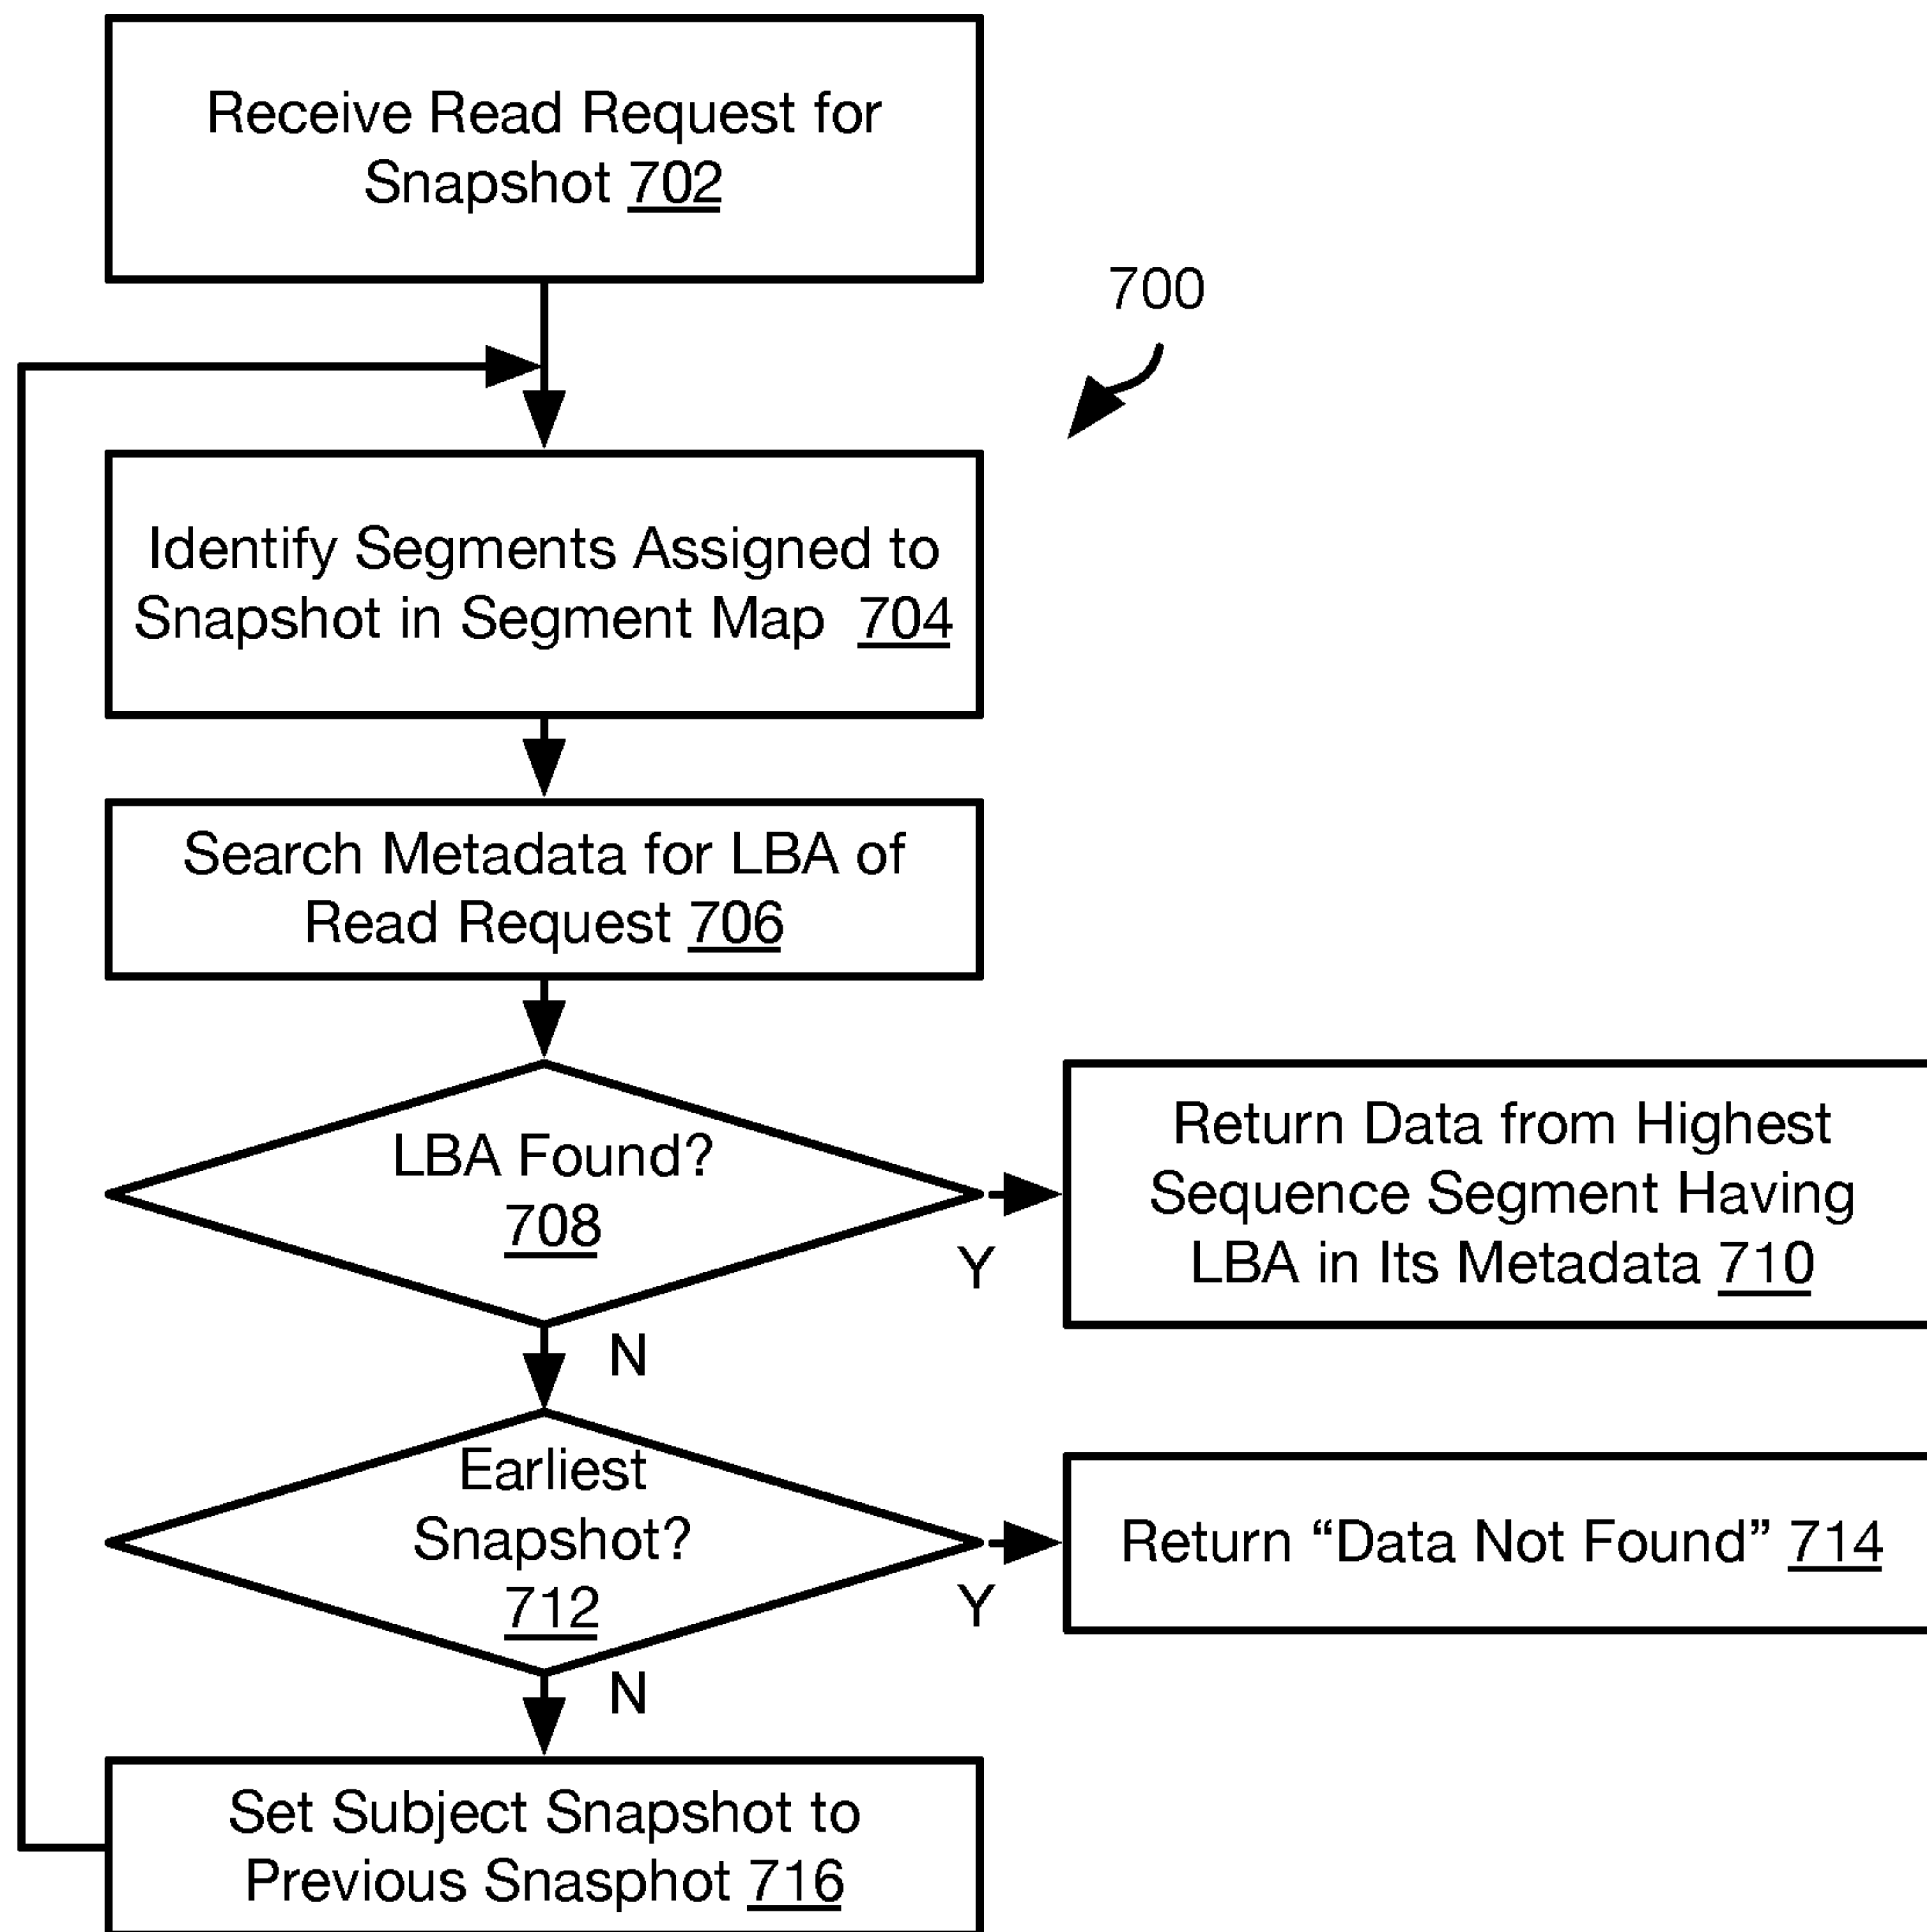 Receive Read Request for
Snapshot 702
700
Identify Segments Assigned to
Snapshot in Segment Map 704
Search Metadata for LBA of
Read Request 706
LBA Found?
708
Y
N
Return Data from Highest
Sequence Segment Having
LBA in Its Metadata 710
Earliest
Snapshot?
712
Y
N
Return “Data Not Found” 714
Set Subject Snapshot to
Previous Snasphot 716